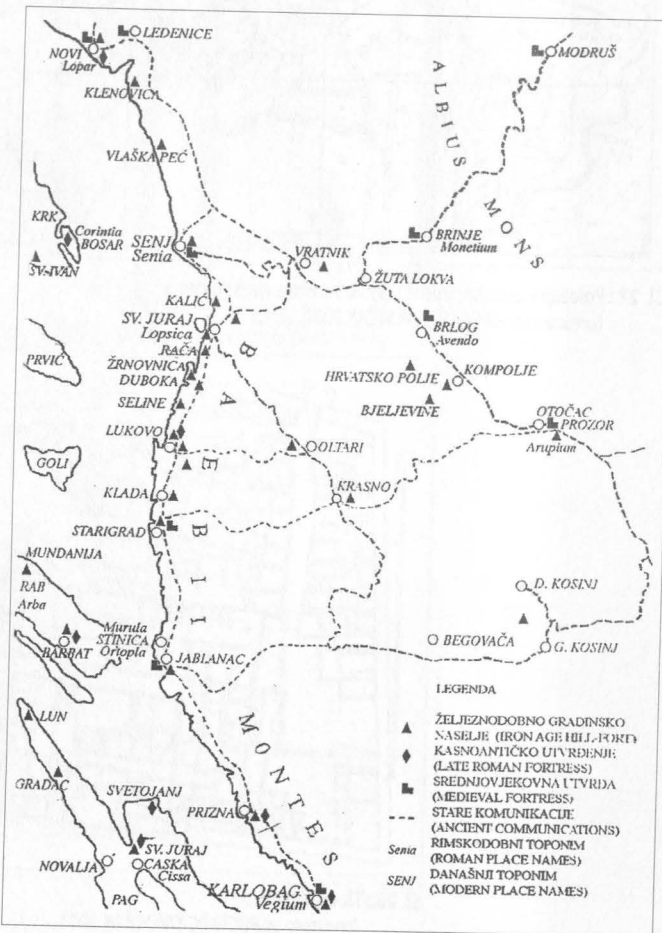 LEDENICE
NOVI
Lopar
MODRUŠ
KLENOVICA
ALBIUS
MONS
VLAŠKA PEĆ
KRK
Corintia
BOSAR
SV. IVAN
SENJ
Senia
VRATNIK
BRINJE
Monetium
ŽUTA LOKVA
KALIĆ
SV. JURAJ
Lopsica
BRLOG
Avendo
PRVIĆ
RAČA
ŽRNOVNICA
DUBOKA
HRVATSKO POLJE
KOMPOLJE
SELINE
BJELJEVINE
OTOČAC
PROZOR
Arupium
LUKOVO
OLTARI
GOLI
KLADA
KRASNO
STARIGRAD
MUNDANIJA
RAB
Arba
D. KOSINJ
BARBAT
Murula
STINICA
Ortopla
BEGOVAČA
G. KOSINJ
JABLANAC
BAEBII
MONTES
LUN
GRADAC
SVETOJANJ
PRIZNA
SV. JURAJ
CASKA
Cissa
NOVALJA
PAG
KARLOBAG
Vegium
LEGENDA
ŽELJEZNODOBNO GRADINSKO
NASELJE (IRON AGE HILL-FORT)
KASNOANTIČKO UTVRĐENJE
(LATE ROMAN FORTRESS)
SREDNJOVJEKOVNA UTVRDA
(MEDIEVAL FORTRESS)
STARE KOMUNIKACIJE
(ANCIENT COMMUNICATIONS)
Senia RIMSKODOBNI TOPONIM
(ROMAN PLACE NAMES)
SENJ DANAŠNJI TOPONIM
(MODERN PLACE NAMES)